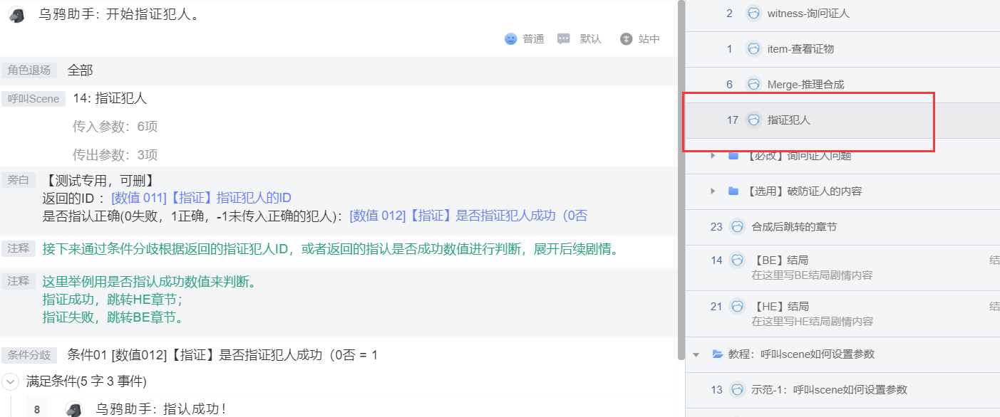 乌鸦助手：开始指证犯人。
普通 默认 站中
角色退场 全部
呼叫Scene 14: 指证犯人
传入参数：6项
传出参数：3项
旁白 【测试专用，可删】
返回的ID ：[数值 011]【指证】指证犯人的ID
是否指认正确(0失败，1正确，-1未传入正确的犯人)：[数值 012]【指证】是否指证犯人成功（0否
注释 接下来通过条件分歧根据返回的指证犯人ID，或者返回的指认是否成功数值进行判断，展开后续剧情。
注释 这里举例用是否指认成功数值来判断。
指证成功，跳转HE章节；
指证失败，跳转BE章节。
条件分歧 条件01 [数值012]【指证】是否指证犯人成功（0否 = 1
满足条件(5 字 3 事件)
8 乌鸦助手：指认成功！
2 witness-询问证人
1 item-查看证物
6 Merge-推理合成
17 指证犯人
【必改】询问证人问题
【选用】破防证人的内容
23 合成后跳转的章节
14 【BE】结局 结
在这里写BE结局剧情内容
21 【HE】结局 结
在这里写HE结局剧情内容
教程：呼叫scene如何设置参数
13 示范-1：呼叫scene如何设置参数